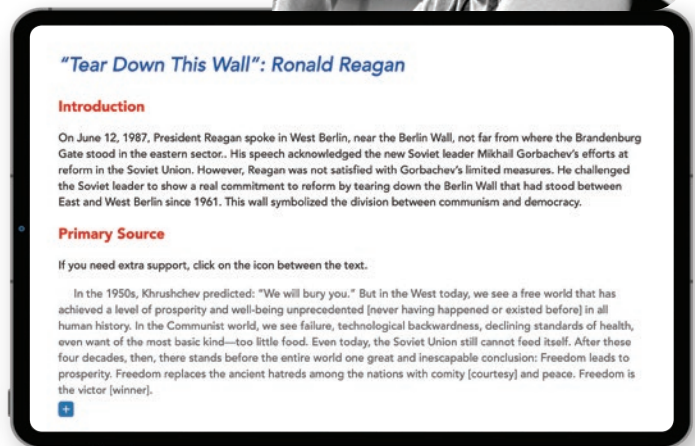 “Tear Down This Wall”: Ronald Reagan
Introduction
On June 12, 1987, President Reagan spoke in West Berlin, near the Berlin Wall, not far from where the Brandenburg
Gate stood in the eastern sector.. His speech acknowledged the new Soviet leader Mikhail Gorbachev’s efforts at
reform in the Soviet Union. However, Reagan was not satisfied with Gorbachev’s limited measures. He challenged
the Soviet leader to show a real commitment to reform by tearing down the Berlin Wall that had stood between
East and West Berlin since 1961. This wall symbolized the division between communism and democracy.
Primary Source
If you need extra support, click on the icon between the text.
In the 1950s, Khrushchev predicted: “We will bury you.” But in the West today, we see a free world that has
achieved a level of prosperity and well-being unprecedented [never having happened or existed before] in all
human history. In the Communist world, we see failure, technological backwardness, declining standards of health,
even want of the most basic kind—too little food. Even today, the Soviet Union still cannot feed itself. After these
four decades, then, there stands before the entire world one great and inescapable conclusion: Freedom leads to
prosperity. Freedom replaces the ancient hatreds among the nations with comity [courtesy] and peace. Freedom is
the victor [winner].